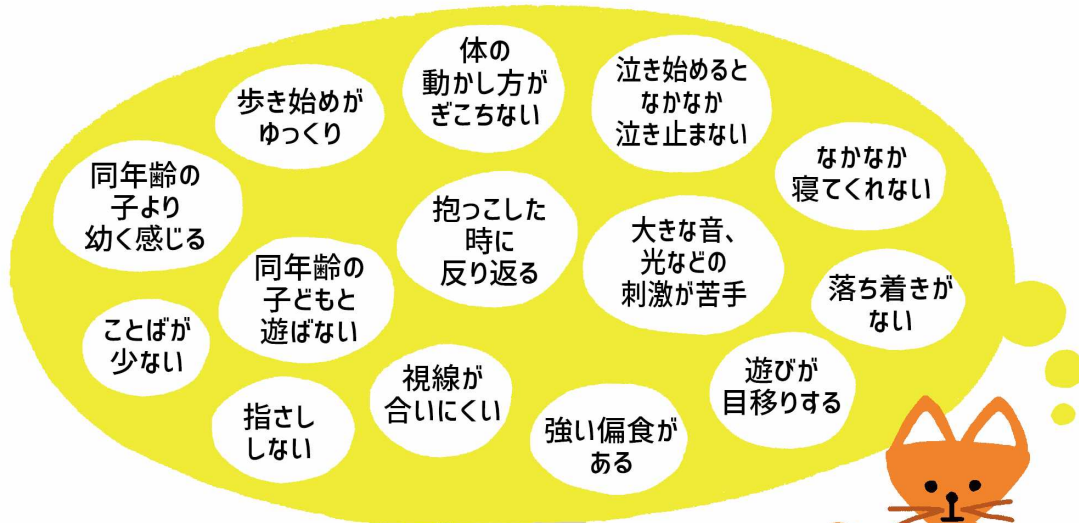 体の
動かし方が
ぎこちない
泣き始めると
なかなか
泣き止まない
歩き始めが
ゆっくり
なかなか
寝てくれない
同年齢の
子より
幼く感じる
抱っこした
時に
反り返る
大きな音、
光などの
刺激が苦手
同年齢の
子どもと
遊ばない
落ち着きが
ない
ことばが
少ない
視線が
合いにくい
遊びが
目移りする
指さし
しない
強い偏食が
ある